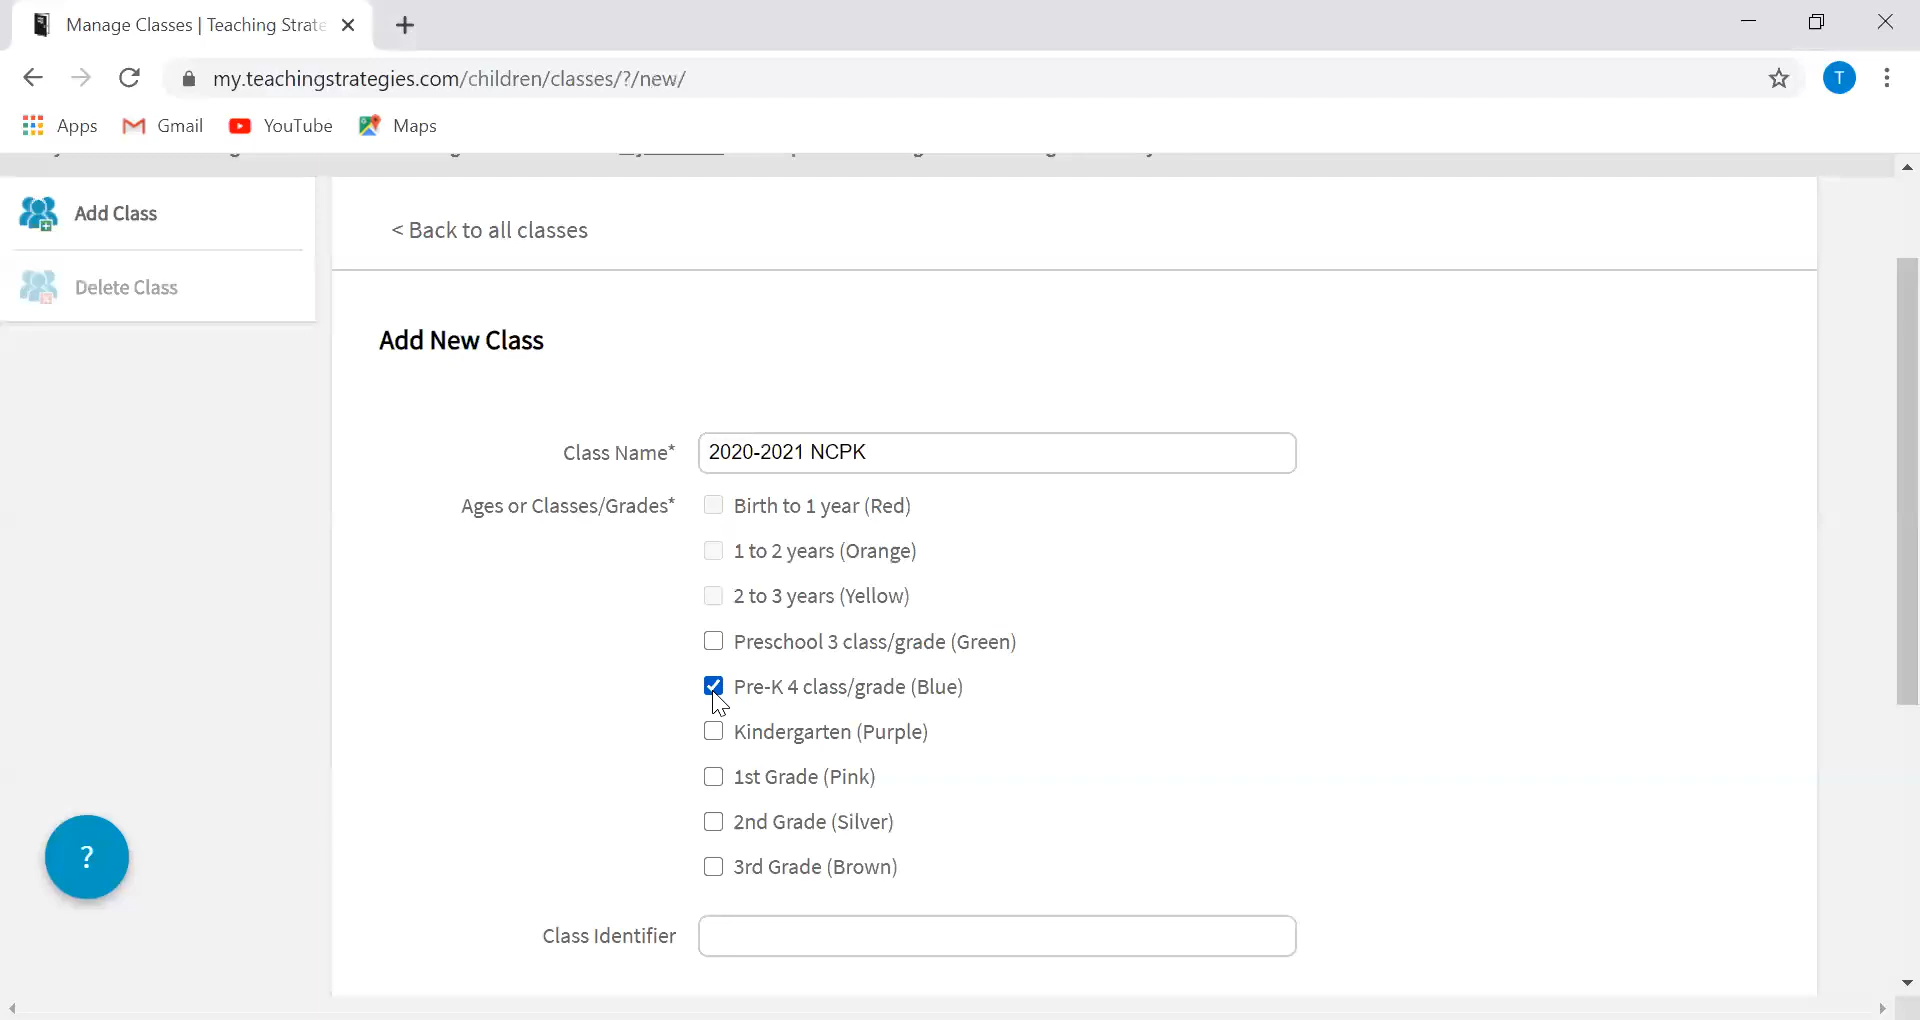 Manage Classes | Teaching Strate
my.teachingstrategies.com/children/classes/?/new/
T
Apps
Gmail
YouTube
Maps
Add Class
Delete Class
< Back to all classes
Add New Class
Class Name* 2020-2021 NCPK
Ages or Classes/Grades* Birth to 1 year (Red)
1 to 2 years (Orange)
2 to 3 years (Yellow)
Preschool 3 class/grade (Green)
Pre-K 4 class/grade (Blue)
Kindergarten (Purple)
1st Grade (Pink)
2nd Grade (Silver)
3rd Grade (Brown)
Class Identifier
?